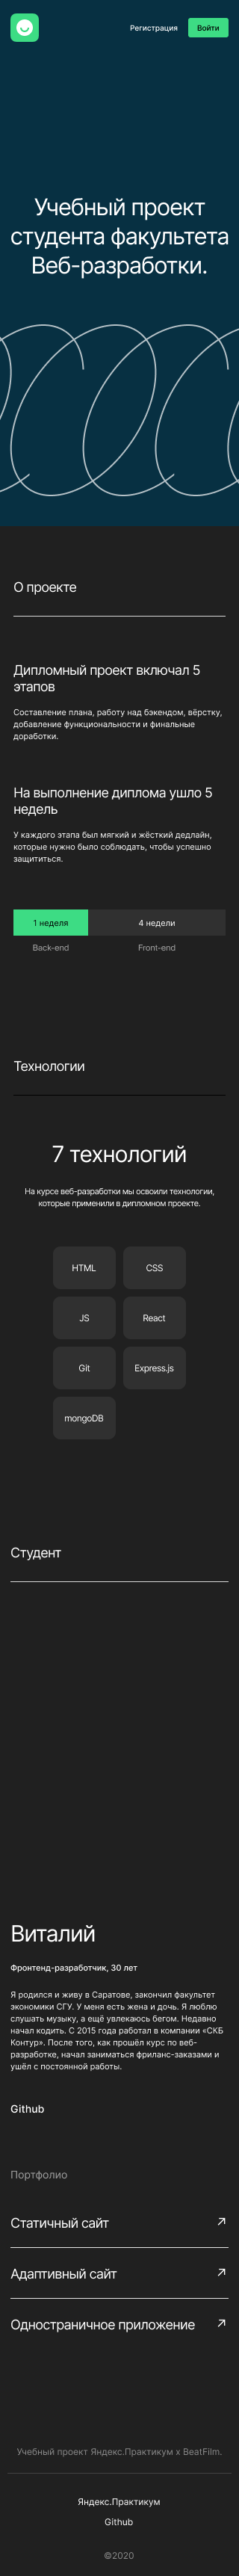 Регистрация
Войти
Учебный проект
студента факультета
Веб-разработки.
О проекте
Дипломный проект включал 5
этапов
Составление плана, работу над бэкендом, вёрстку,
добавление функциональности и финальные
доработки.
На выполнение диплома ушло 5
недель
У каждого этапа был мягкий и жёсткий дедлайн,
которые нужно было соблюдать, чтобы успешно
защититься.
1 неделя
4 недели
Back-end
Front-end
Технологии
7 технологий
На курсе веб-разработки мы освоили технологии,
которые применили в дипломном проекте.
HTML
CSS
JS
React
Git
Express.js
mongoDB
Студент
Виталий
Фронтенд-разработчик, 30 лет
Я родился и живу в Саратове, закончил факультет
экономики СГУ. У меня есть жена и дочь. Я люблю
слушать музыку, а ещё увлекаюсь бегом. Недавно
начал кодить. С 2015 года работал в компании «СКБ
Контур». После того, как прошёл курс по веб-
разработке, начал заниматься фриланс-заказами и
ушёл с постоянной работы.
Github
Портфолио
Статичный сайт
Адаптивный сайт
Одностраничное приложение
Учебный проект Яндекс.Практикум х BeatFilm.
Яндекс.Практикум
Github
©2020